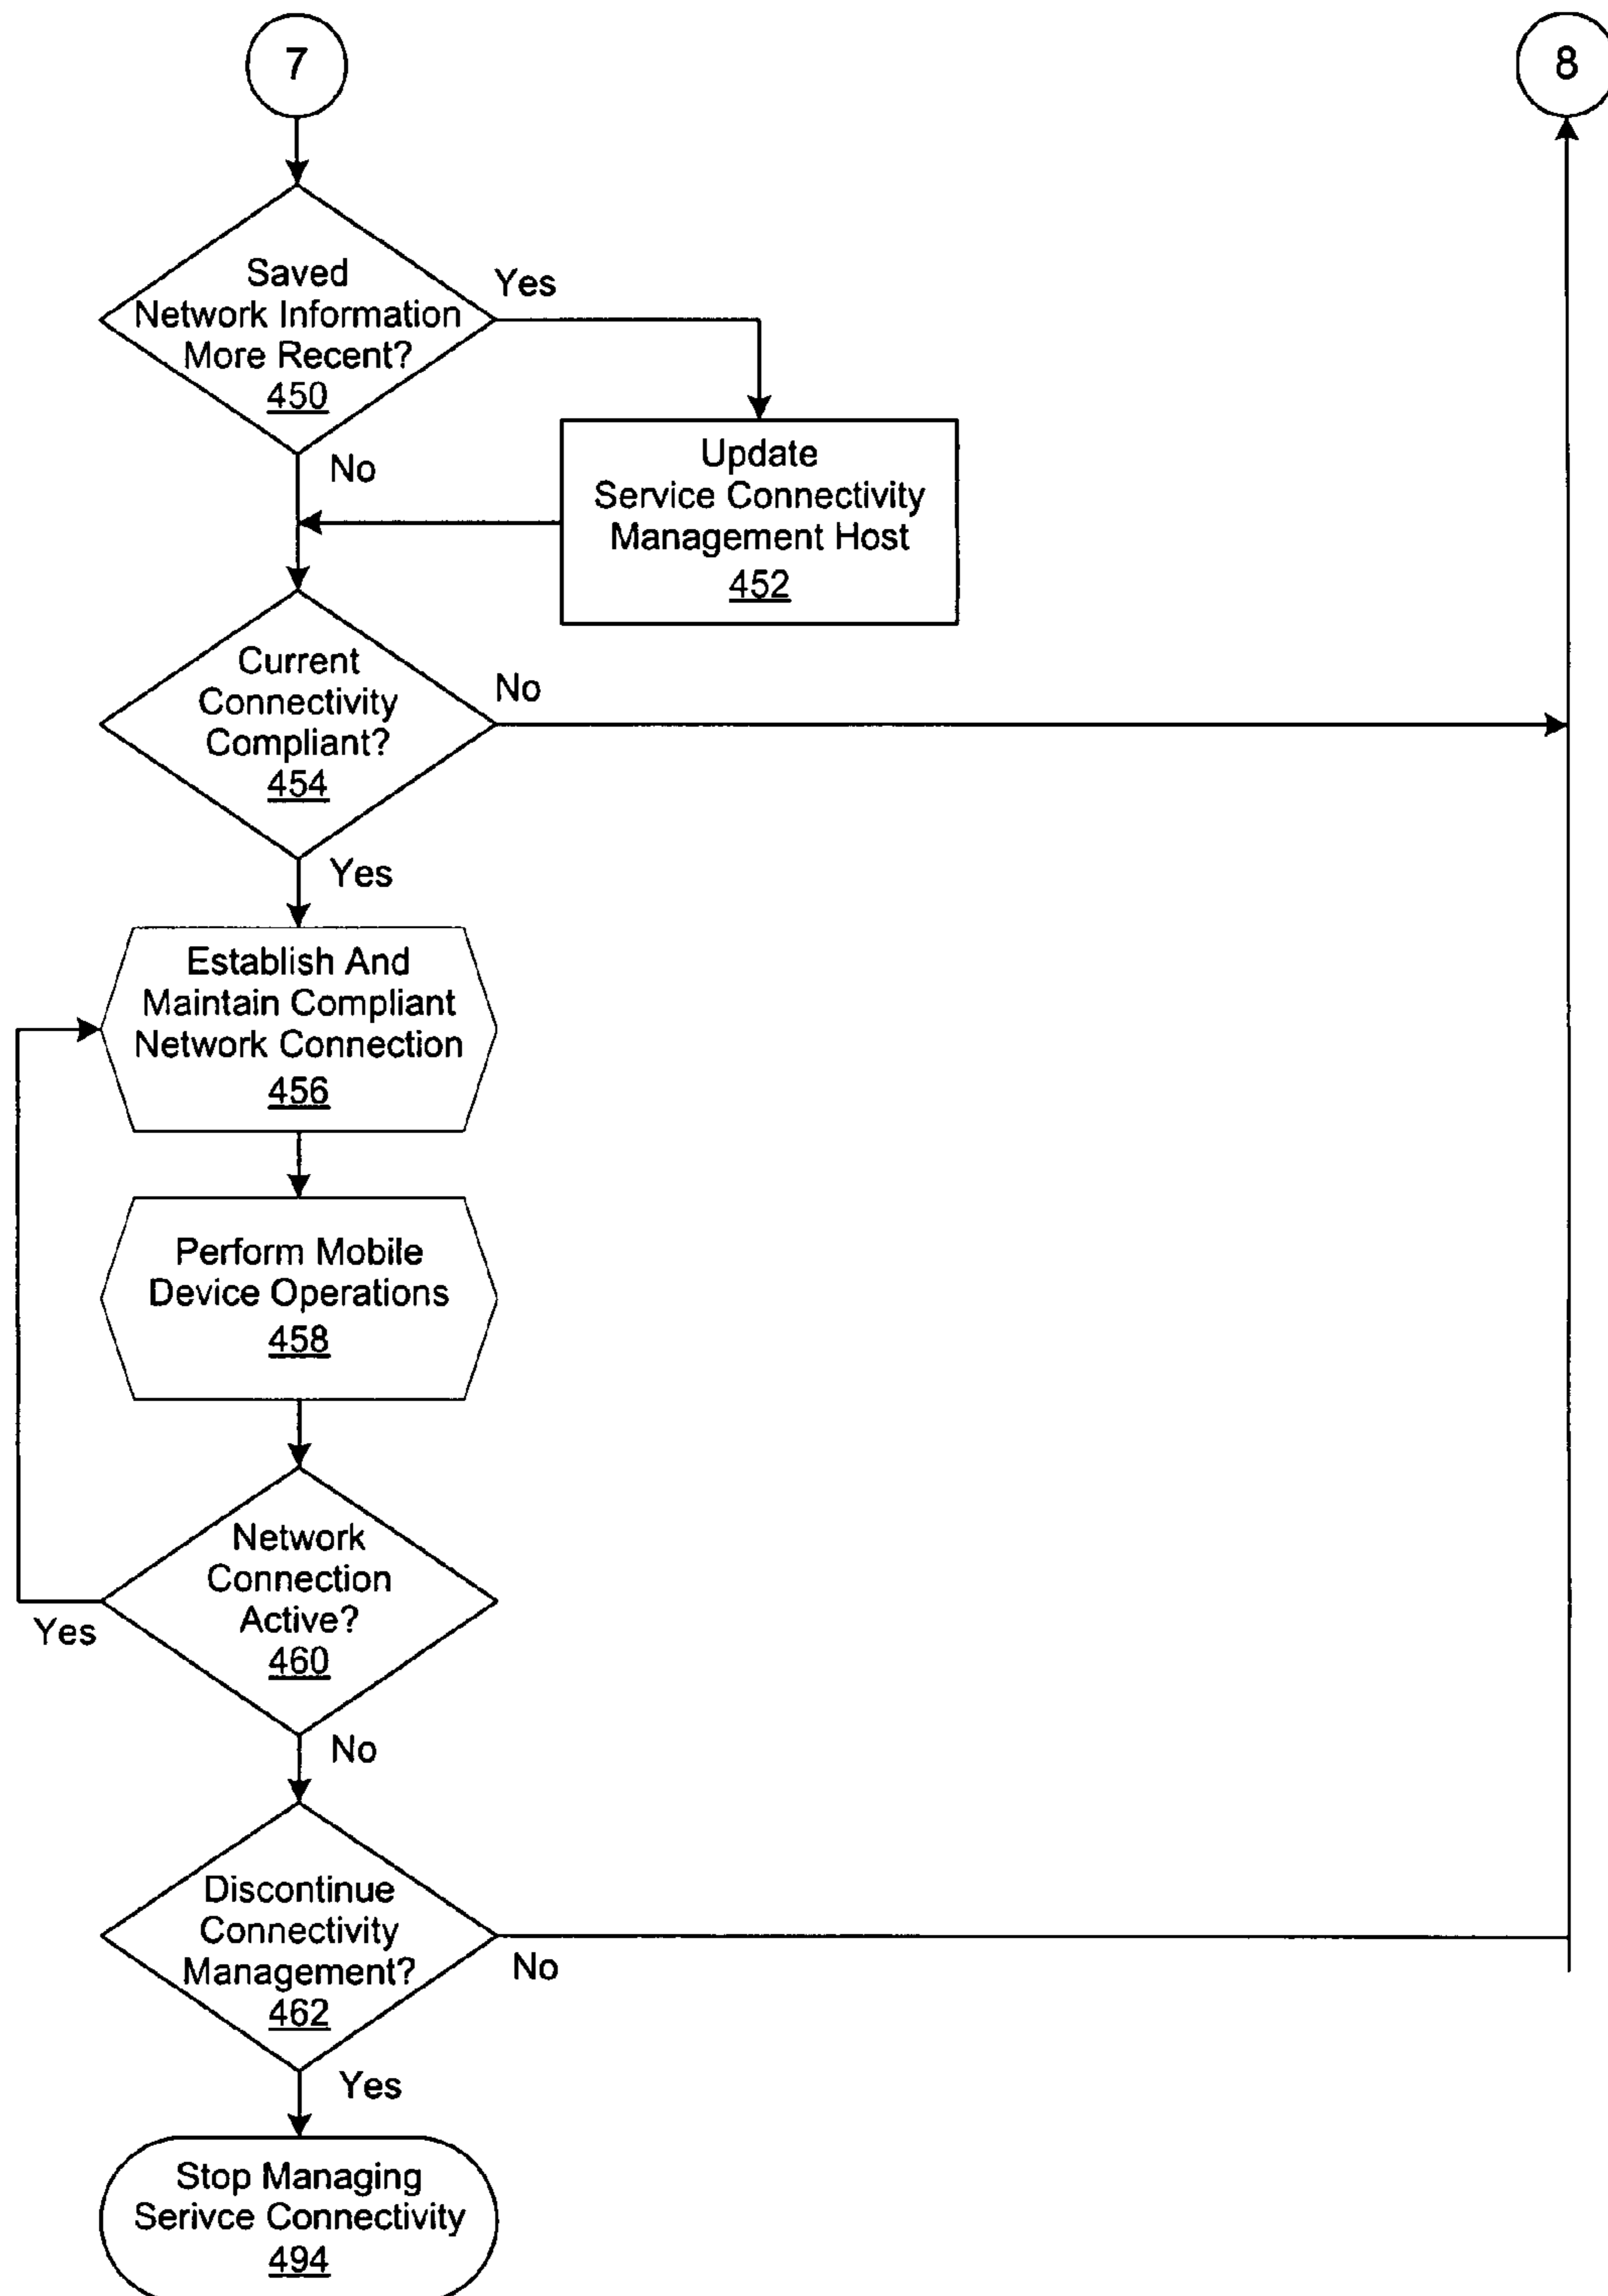 7
8
Saved
Network Information
More Recent?
450
Yes
No
Update
Service Connectivity
Management Host
452
Current
Connectivity
Compliant?
454
No
Yes
Establish And
Maintain Compliant
Network Connection
456
Perform Mobile
Device Operations
458
Network
Connection
Active?
460
Yes
No
Discontinue
Connectivity
Management?
462
No
Yes
Stop Managing
Serivce Connectivity
494